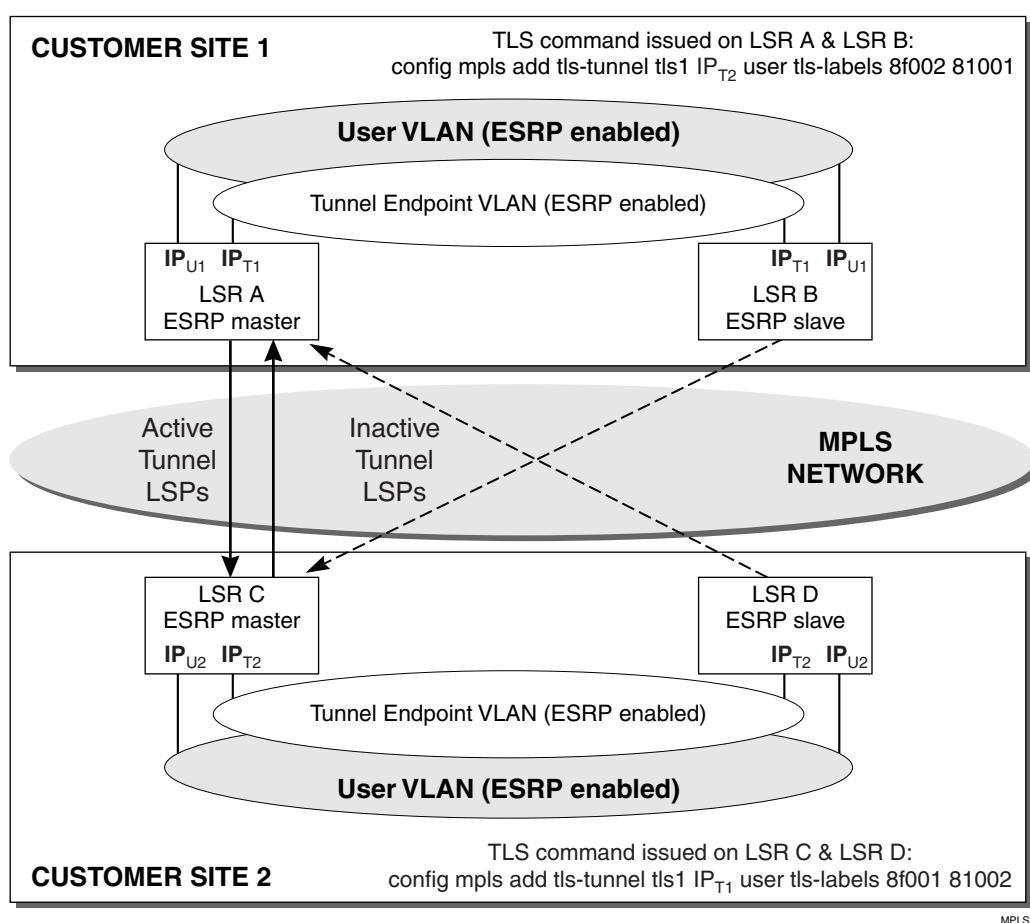 CUSTOMER SITE 1
TLS command issued on LSR A & LSR B:
config mpls add tls-tunnel tls1 IPT2 user tls-labels 8f002 81001
User VLAN (ESRP enabled)
Tunnel Endpoint VLAN (ESRP enabled)
IPU1 IPT1
LSR A
ESRP master
IPT1 IPU1
LSR B
ESRP slave
Active
Tunnel
LSPs
Inactive
Tunnel
LSPs
MPLS
NETWORK
LSR C
ESRP master
IPU2 IPT2
LSR D
ESRP slave
IPT2 IPU2
Tunnel Endpoint VLAN (ESRP enabled)
User VLAN (ESRP enabled)
CUSTOMER SITE 2
TLS command issued on LSR C & LSR D:
config mpls add tls-tunnel tls1 IPT1 user tls-labels 8f001 81002
MPLS